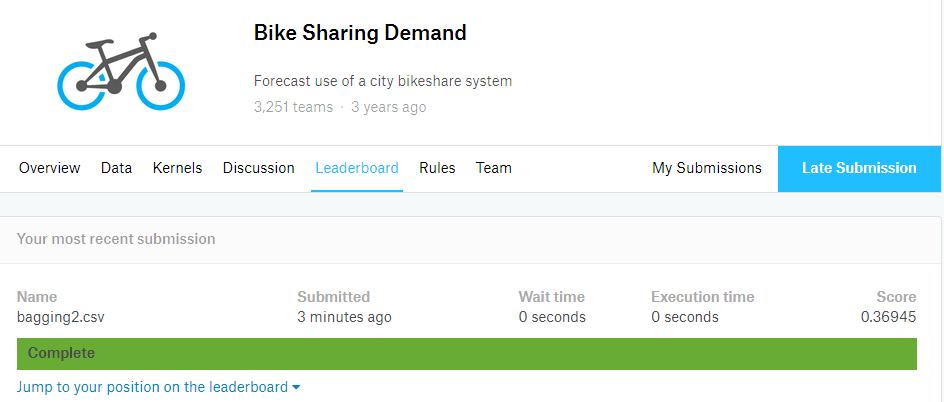 Bike Sharing Demand
Forecast use of a city bikeshare system
3,251 teams · 3 years ago
Overview Data Kernels Discussion Leaderboard Rules Team My Submissions Late Submission
Your most recent submission
Name Submitted Wait time Execution time Score
bagging2.csv 3 minutes ago 0 seconds 0 seconds 0.36945
Complete
Jump to your position on the leaderboard